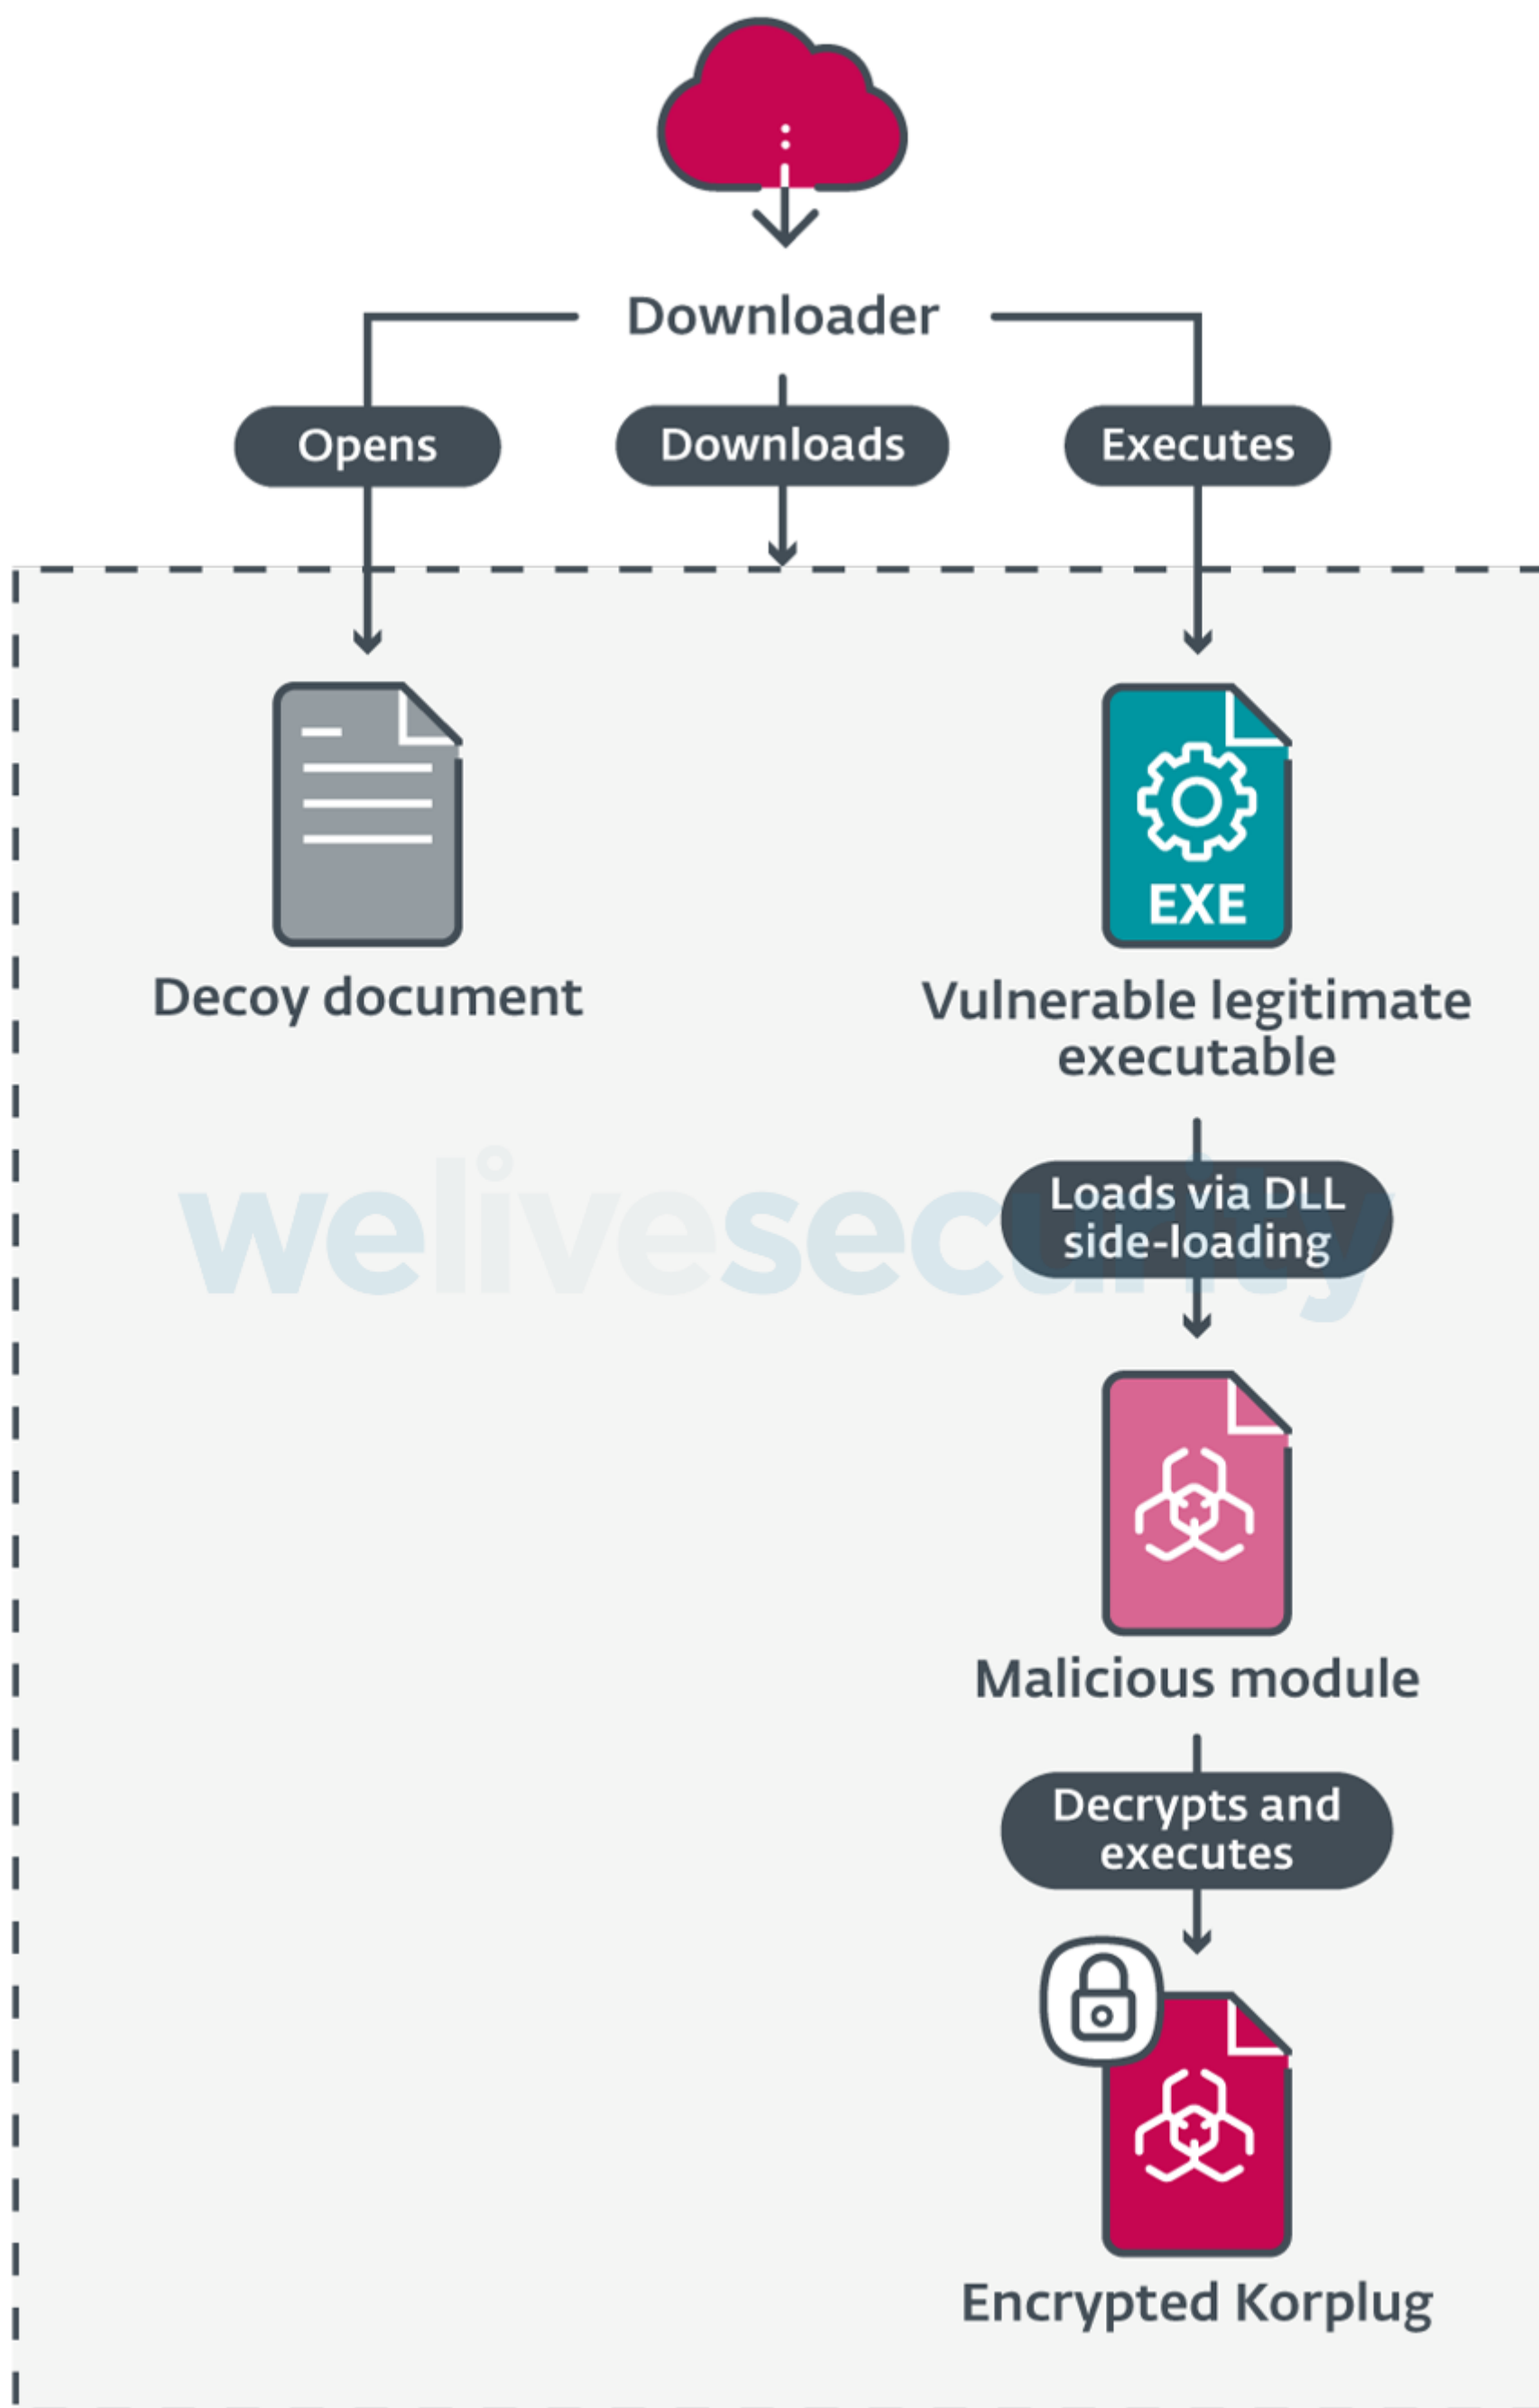 Downloader
Opens
Downloads
Executes
EXE
Decoy document
Vulnerable legitimate
executable
welivesecurity
Loads via DLL
side-loading
Malicious module
Decrypts and
executes
Encrypted Korplug